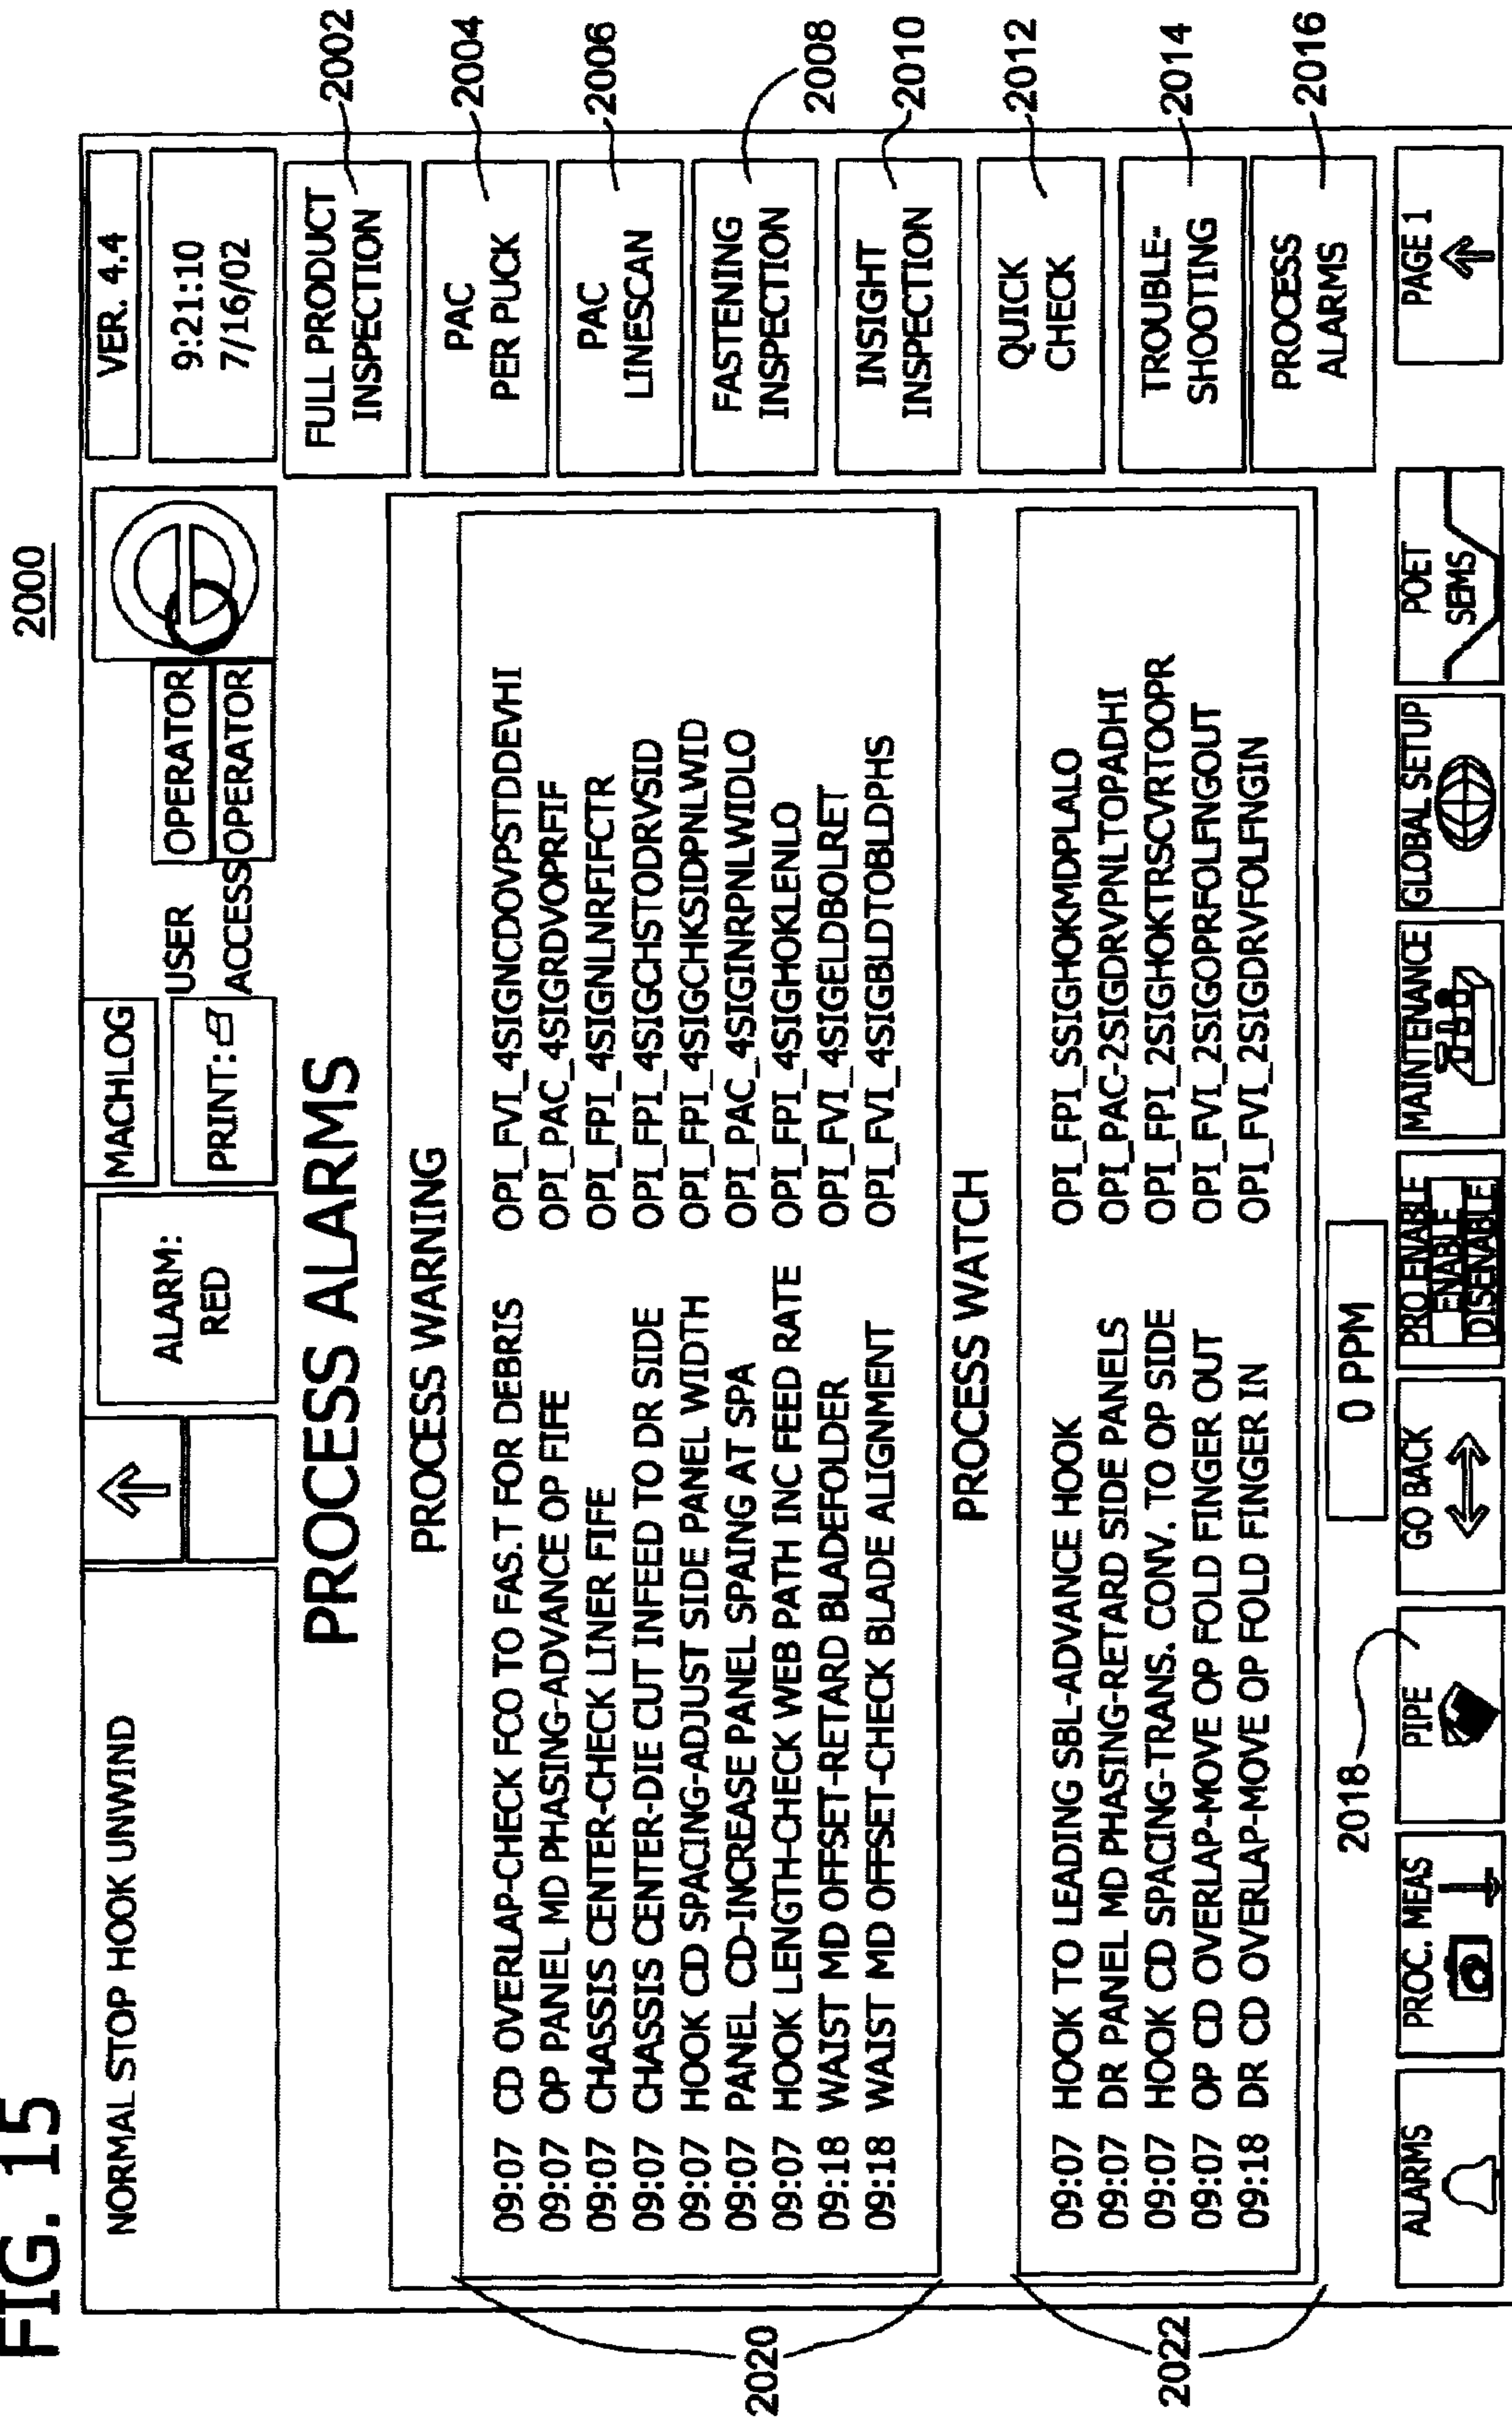 FIG. 15
2000
NORMAL STOP HOOK UNWIND
ALARM:
RED
MACHLOG
PRINT:
USER
OPERATOR
ACCESS
OPERATOR
VER. 4.4
9:21:10
7/16/02
PROCESS ALARMS
PROCESS WARNING
09:07 CD OVERLAP-CHECK FCO TO FAS.T FOR DEBRIS OPI_FVI_4SIGNCDOVPSTDDEVHI
09:07 OP PANEL MD PHASING-ADVANCE OP FIFE OPI_PAC_4SIGRDVOPRFIF
09:07 CHASSIS CENTER-CHECK LINER FIFE OPI_FPI_4SIGNLNRFIFCTR
09:07 CHASSIS CENTER-DIE CUT INFEED TO DR SIDE OPI_FPI_4SIGCHSTODRVSID
09:07 HOOK CD SPACING-ADJUST SIDE PANEL WIDTH OPI_FPI_4SIGCHKSIDPNLWID
09:07 PANEL CD-INCREASE PANEL SPAING AT SPA OPI_PAC_4SIGINRPNLWIDLO
09:07 HOOK LENGTH-CHECK WEB PATH INC FEED RATE OPI_FPI_4SIGHOKLENLO
09:18 WAIST MD OFFSET-RETARD BLADEFOLDER OPI_FVI_4SIGELDBOLRET
09:18 WAIST MD OFFSET-CHECK BLADE ALIGNMENT OPI_FVI_4SIGBLDTOBLDPHS
2020
PROCESS WATCH
09:07 HOOK TO LEADING SBL-ADVANCE HOOK OPI_FPI_SSIGHOKMDPLALO
09:07 DR PANEL MD PHASING-RETARD SIDE PANELS OPI_PAC-2SIGDRVPNLTOPADHI
09:07 HOOK CD SPACING-TRANS. CONV. TO OP SIDE OPI_FPI_2SIGHOKTRSCVRTOOPR
09:07 OP CD OVERLAP-MOVE OP FOLD FINGER OUT OPI_FVI_2SIGOPRFOLFNGOUT
09:18 DR CD OVERLAP-MOVE OP FOLD FINGER IN OPI_FVI_2SIGDRVFOLFNGIN
2022
FULL PRODUCT
INSPECTION
2002
PAC
PER PUCK
2004
PAC
LINESCAN
2006
FASTENING
INSPECTION
2008
INSIGHT
INSPECTION
2010
QUICK
CHECK
2012
TROUBLE-
SHOOTING
2014
PROCESS
ALARMS
2016
0 PPM
2018
ALARMS
PROC. MEAS
PIPE
GO BACK
PRO ENABLE
ENABLE
DISENABLE
MAINTENANCE
GLOBAL SETUP
POET
SEMS
PAGE 1